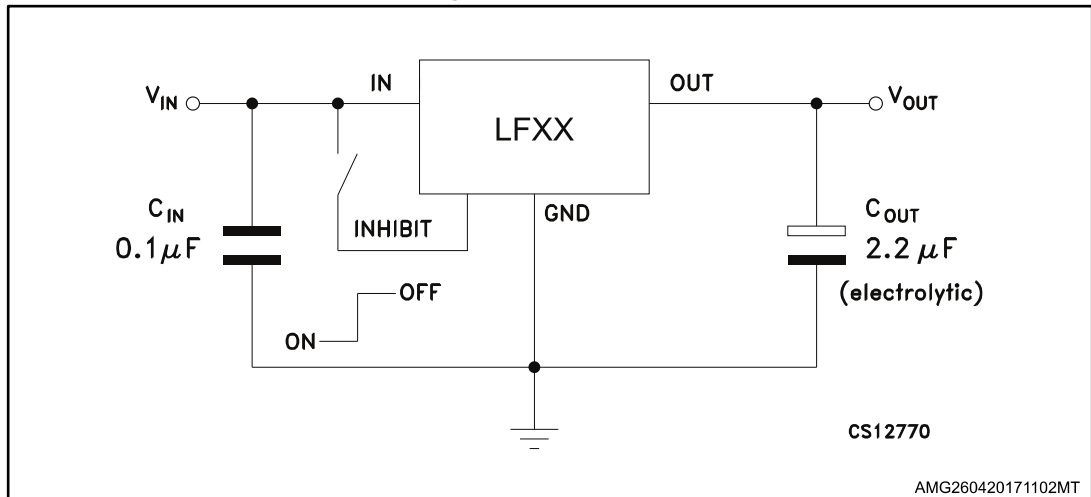 IN
OUT
V_IN
V_OUT
LFXX
GND
C_IN
0.1µF
INHIBIT
C_OUT
2.2 µF
(electrolytic)
OFF
ON
CS12770
AMG260420171102MT